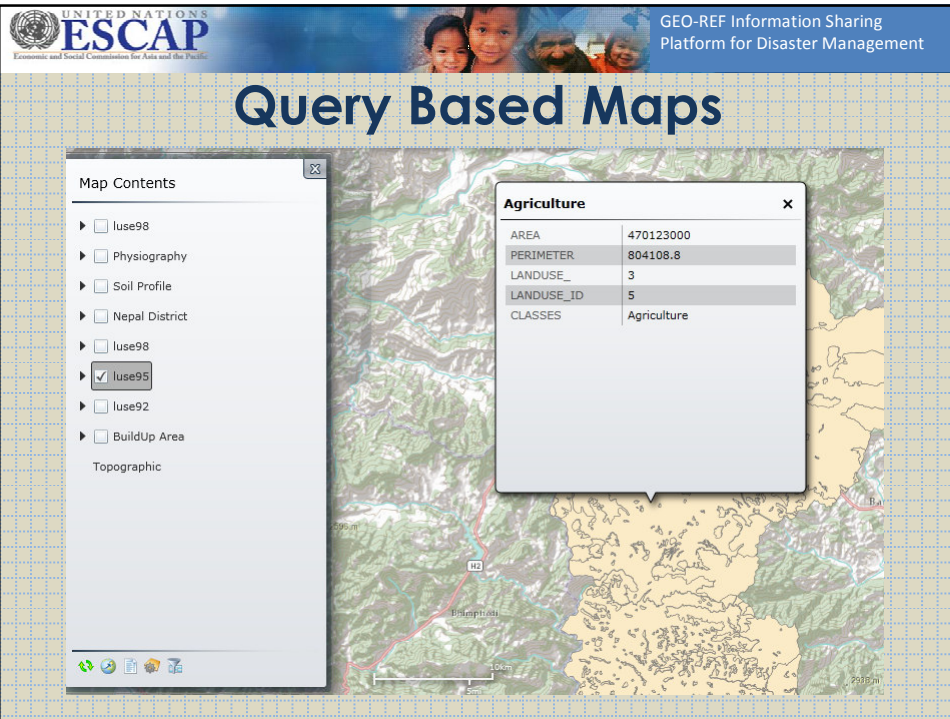 UNITED NATIONS
ESCAP
Economic and Social Commission for Asia and the Pacific
GEO-REF Information Sharing
Platform for Disaster Management
Query Based Maps
Map Contents
luse98
Physiography
Soil Profile
Nepal District
luse98
luse95
luse92
BuildUp Area
Topographic
Agriculture
AREA 470123000
PERIMETER 804108.8
LANDUSE_ 3
LANDUSE_ID 5
CLASSES Agriculture
H2
10km
2938 m